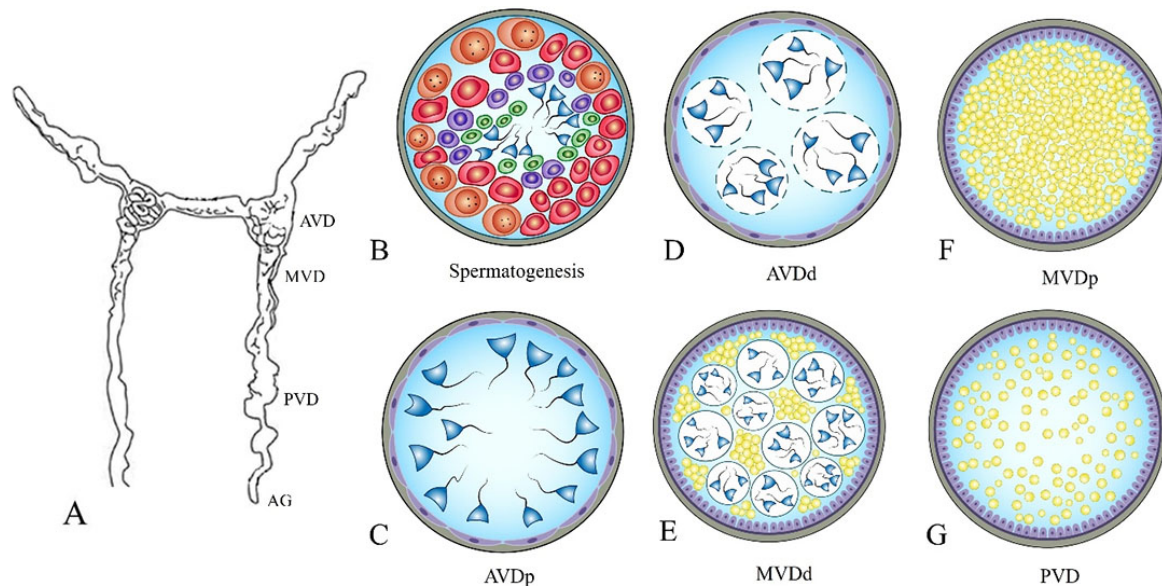 A
AVD
MVD
PVD
AG
B
Spermatogenesis
C
AVDp
D
AVDd
E
MVDd
F
MVDp
G
PVD